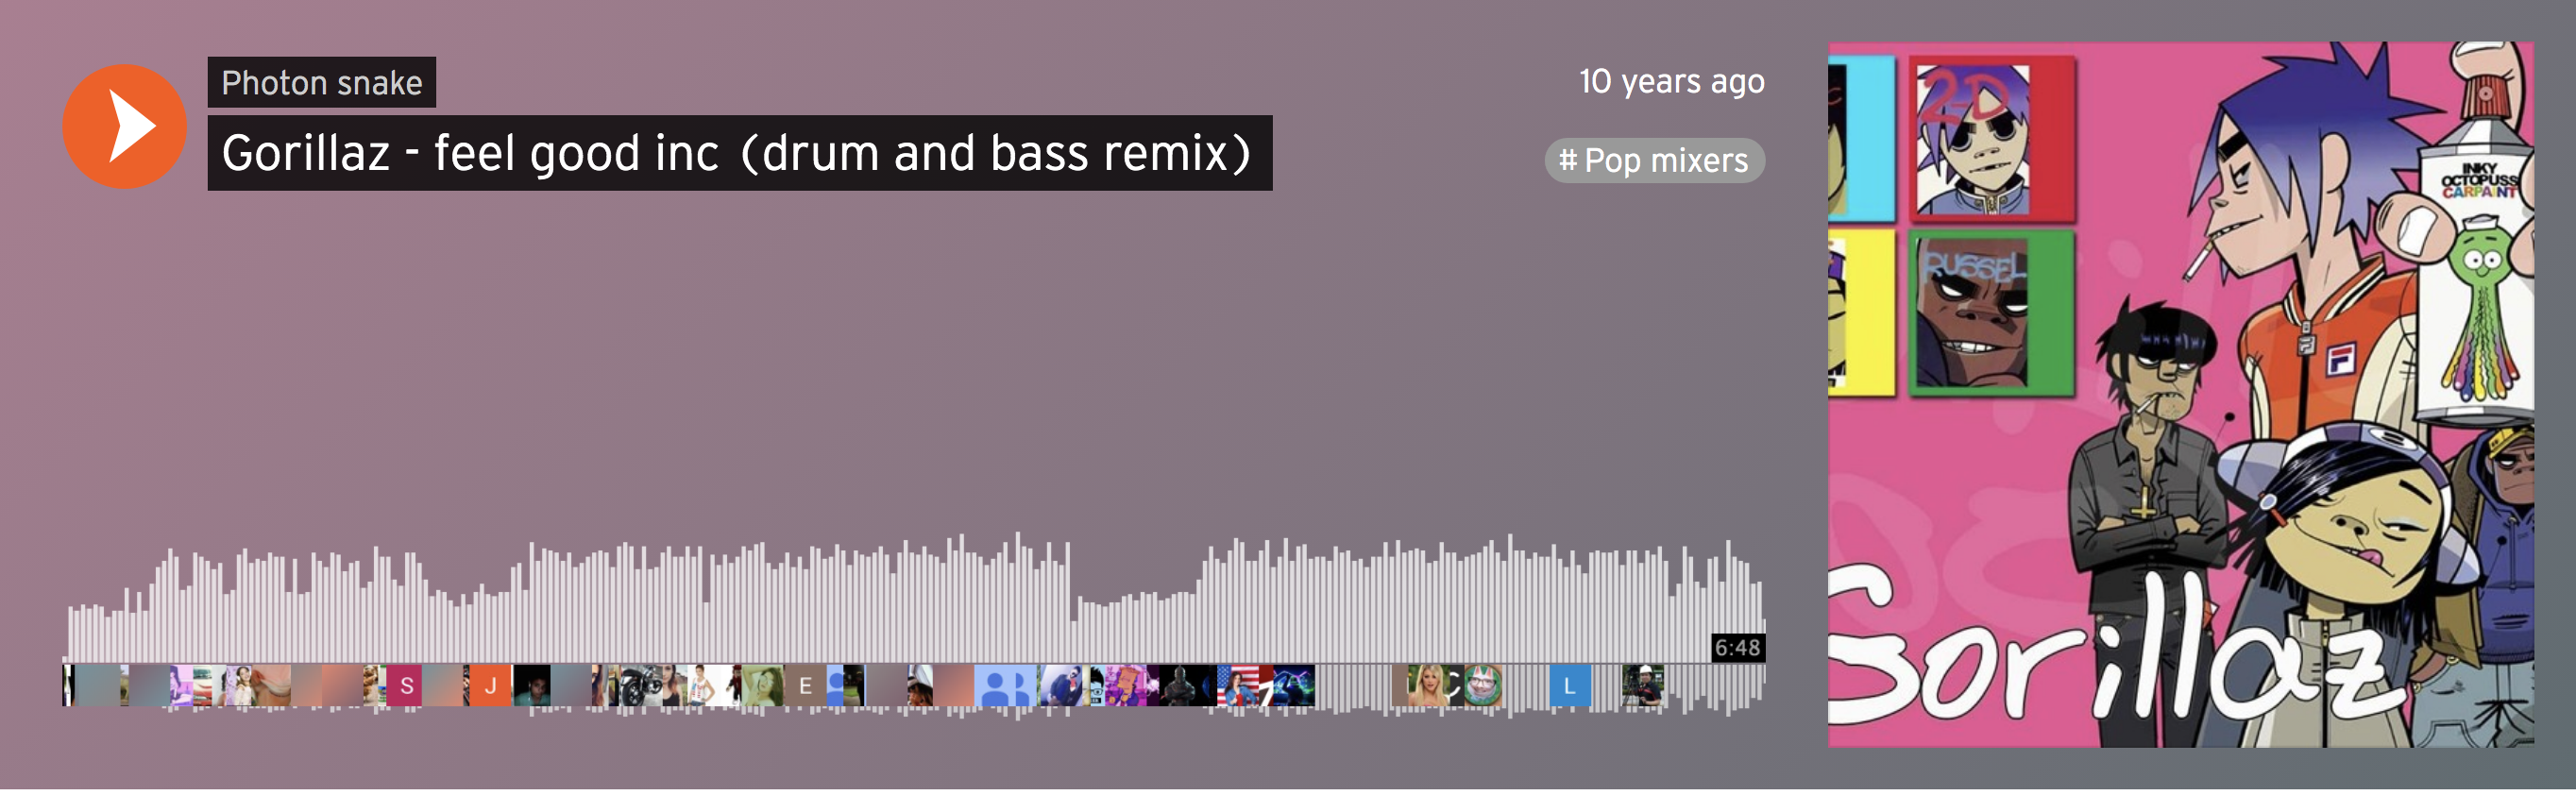 Photon snake
Gorillaz - feel good inc (drum and bass remix)
10 years ago
# Pop mixers
2-D
RUSSEL
INKY
OCTOPUSS
CARPAINT
Gorillaz
6:48
S
J
E
L